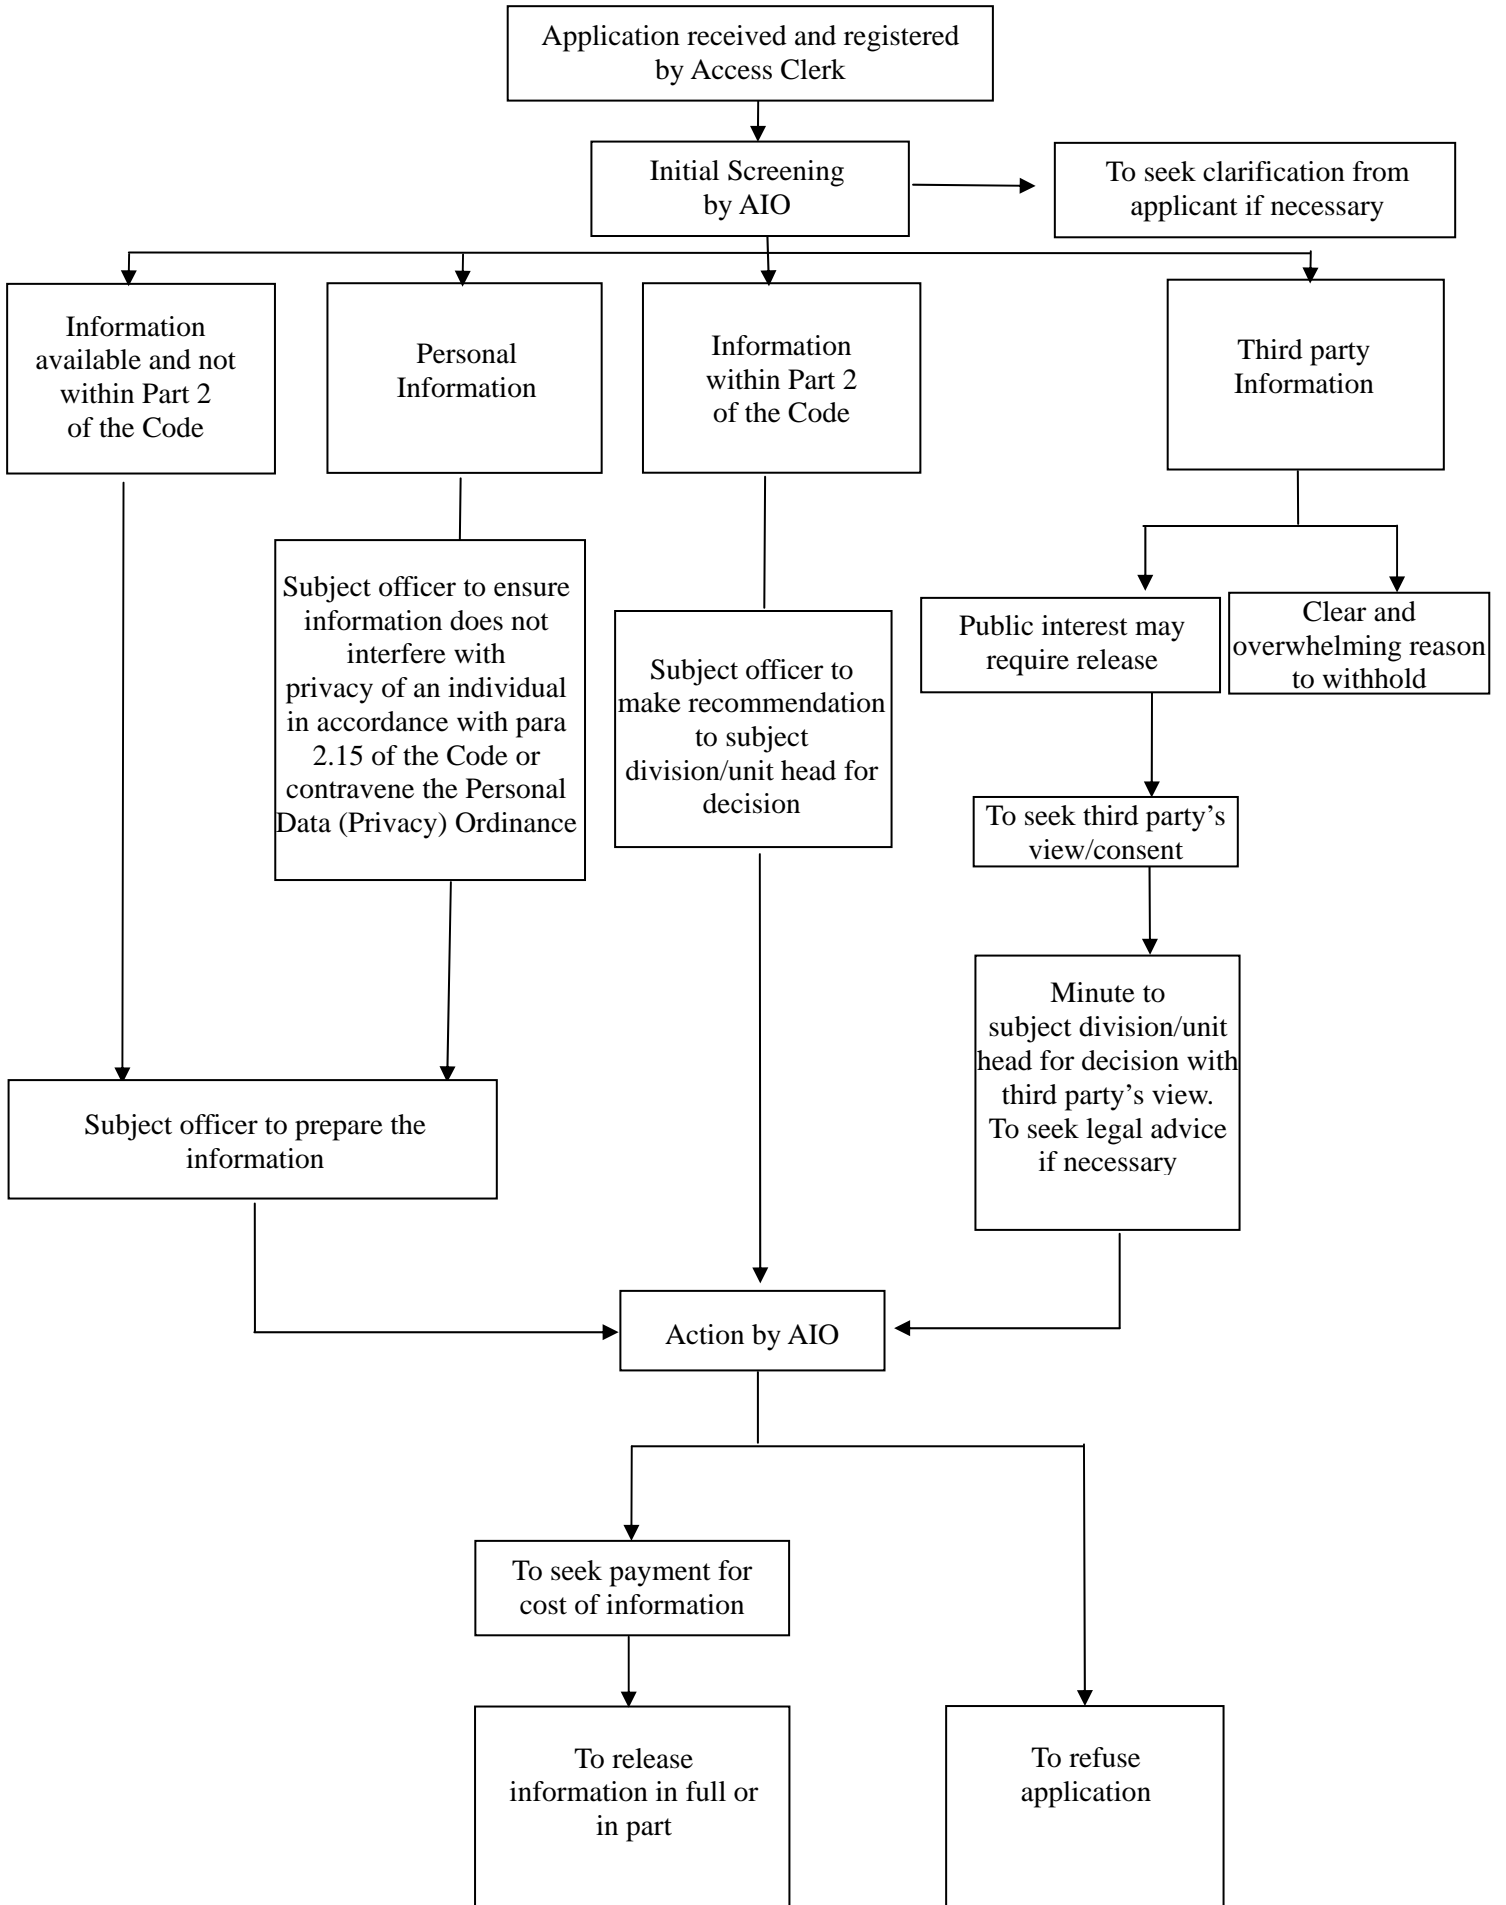 Application received and registered
by Access Clerk
Initial Screening
by AIO
To seek clarification from
applicant if necessary
Information
available and not
within Part 2
of the Code
Personal
Information
Information
within Part 2
of the Code
Third party
Information
Subject officer to ensure
information does not
interfere with
privacy of an individual
in accordance with para
2.15 of the Code or
contravene the Personal
Data (Privacy) Ordinance
Subject officer to
make recommendation
to subject
division/unit head for
decision
Public interest may
require release
Clear and
overwhelming reason
to withhold
To seek third party’s
view/consent
Minute to
subject division/unit
head for decision with
third party’s view.
To seek legal advice
if necessary
Subject officer to prepare the
information
Action by AIO
To seek payment for
cost of information
To release
information in full or
in part
To refuse
application